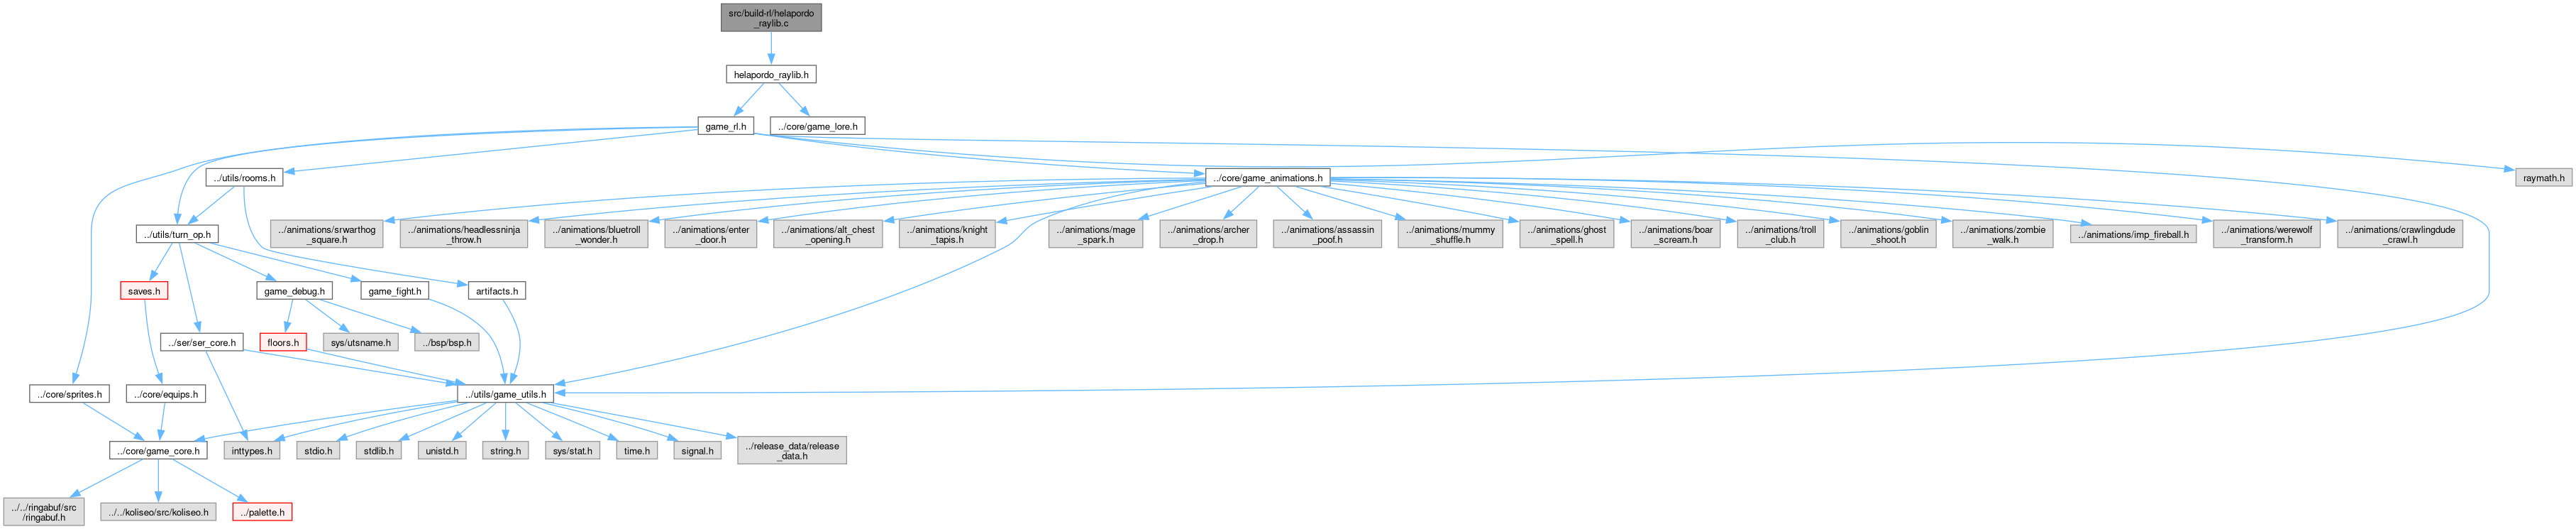 src/build-rl/helapordo
_raylib.c
helapordo_raylib.h
game_rl.h
../core/game_lore.h
../utils/rooms.h
../core/game_animations.h
raymath.h
../utils/turn_op.h
../animations/srwarthog
_square.h
../animations/headlessninja
_throw.h
../animations/bluetroll
_wonder.h
../animations/enter
_door.h
../animations/alt_chest
_opening.h
../animations/knight
_tapis.h
../animations/mage
_spark.h
../animations/archer
_drop.h
../animations/assassin
_poof.h
../animations/mummy
_shuffle.h
../animations/ghost
_spell.h
../animations/boar
_scream.h
../animations/troll
_club.h
../animations/goblin
_shoot.h
../animations/zombie
_walk.h
../animations/imp_fireball.h
../animations/werewolf
_transform.h
../animations/crawlingdude
_crawl.h
saves.h
game_debug.h
game_fight.h
artifacts.h
../ser/ser_core.h
floors.h
sys/utsname.h
../bsp/bsp.h
../core/sprites.h
../core/equips.h
../utils/game_utils.h
../core/game_core.h
inttypes.h
stdio.h
stdlib.h
unistd.h
string.h
sys/stat.h
time.h
signal.h
../release_data/release
_data.h
../../ringabuf/src
/ringabuf.h
../../koliseo/src/koliseo.h
../palette.h